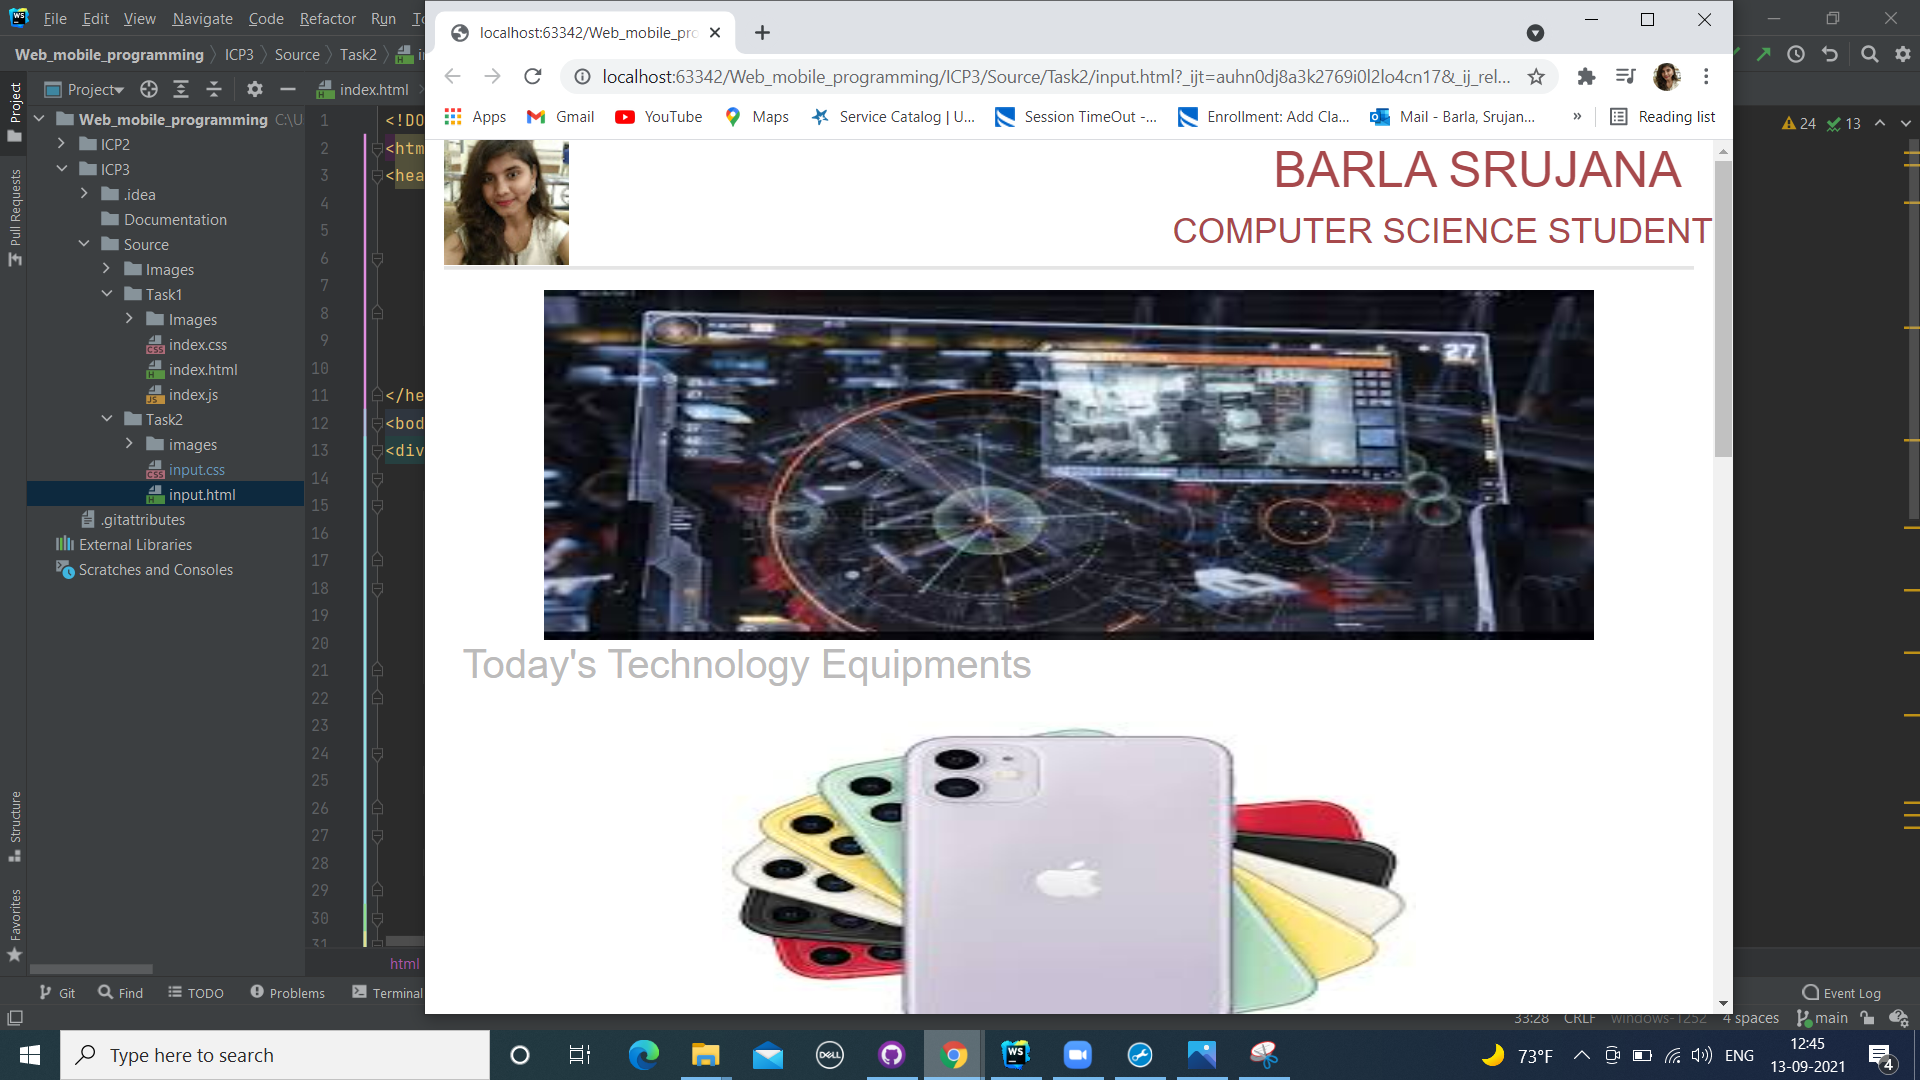 File Edit View Navigate Code Refactor Run
Web_mobile_programming ICP3 Source Task2
Project
index.html
Project
Pull Requests
Structure
Favorites
Web_mobile_programming C:\U
ICP2
ICP3
.idea
Documentation
Source
Images
Task1
Images
index.css
index.html
index.js
Task2
images
input.css
input.html
.gitattributes
External Libraries
Scratches and Consoles
1 <!DO
2 <htm
3 <hea
4
5
6
7
8
9
10
11 </he
12 <bod
13 <div
14
15
16
17
18
19
20
21
22
23
24
25
26
27
28
29
30
31
html
24 13
localhost:63342/Web_mobile_pro
localhost:63342/Web_mobile_programming/ICP3/Source/Task2/input.html?_ijt=auhn0dj8a3k2769i0l2lo4cn17&_ij_rel...
Apps Gmail YouTube Maps Service Catalog | U... Session TimeOut -... Enrollment: Add Cla... Mail - Barla, Srujan... » Reading list
BARLA SRUJANA
COMPUTER SCIENCE STUDENT
27
Today's Technology Equipments
Git Find TODO Problems Terminal Event Log
33:28 CRLF windows-1252 4 spaces main
Type here to search
DELL
WS
73°F ENG
12:45
13-09-2021
4